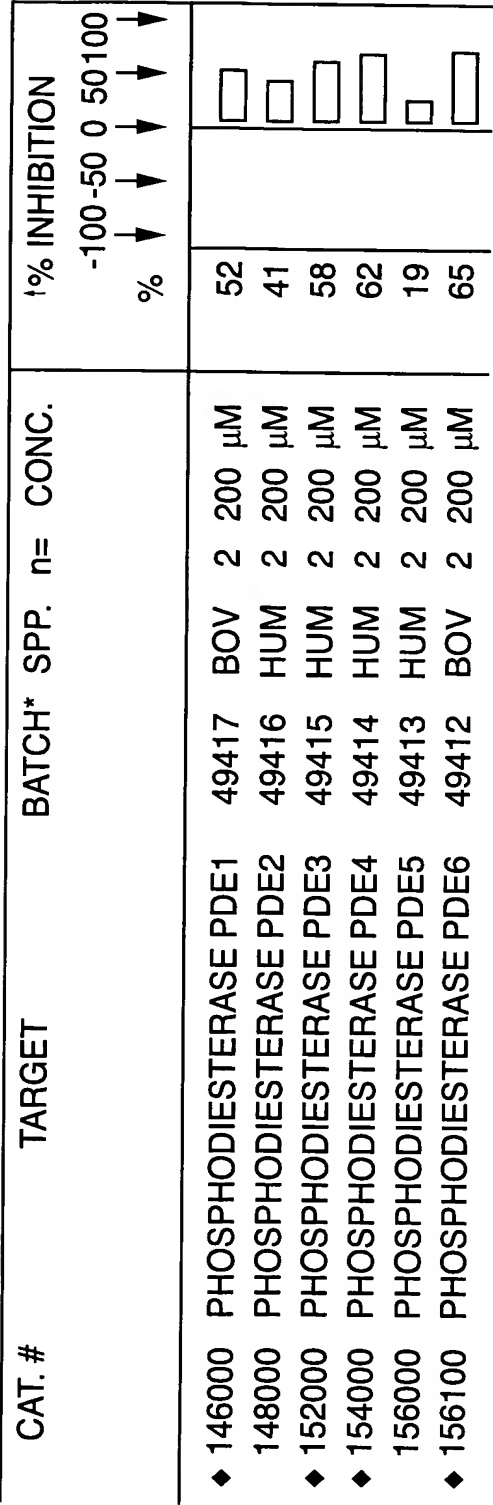 CAT. # TARGET BATCH* SPP. n= CONC. †% INHIBITION
-100 -50 0 50 100
%
◆ 146000 PHOSPHODIESTERASE PDE1 49417 BOV 2 200 µM 52
148000 PHOSPHODIESTERASE PDE2 49416 HUM 2 200 µM 41
◆ 152000 PHOSPHODIESTERASE PDE3 49415 HUM 2 200 µM 58
◆ 154000 PHOSPHODIESTERASE PDE4 49414 HUM 2 200 µM 62
156000 PHOSPHODIESTERASE PDE5 49413 HUM 2 200 µM 19
◆ 156100 PHOSPHODIESTERASE PDE6 49412 BOV 2 200 µM 65